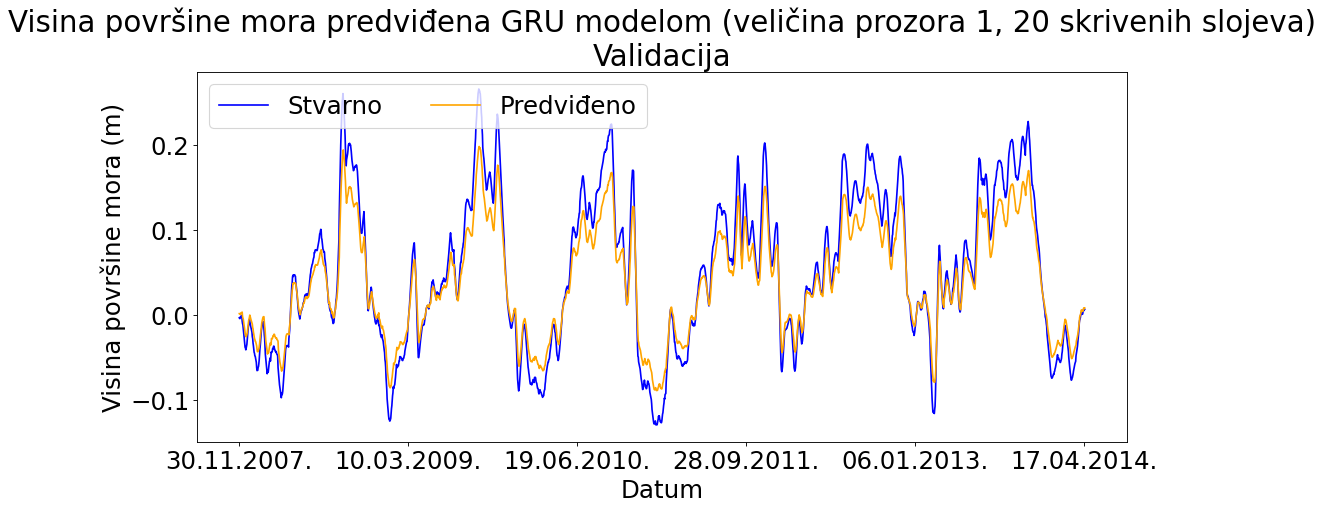 Visina površine mora predviđena GRU modelom (veličina prozora 1, 20 skrivenih slojeva)
Validacija
Stvarno Predviđeno
Visina površine mora (m)
0.2
0.1
0.0
−0.1
30.11.2007. 10.03.2009. 19.06.2010. 28.09.2011. 06.01.2013. 17.04.2014.
Datum